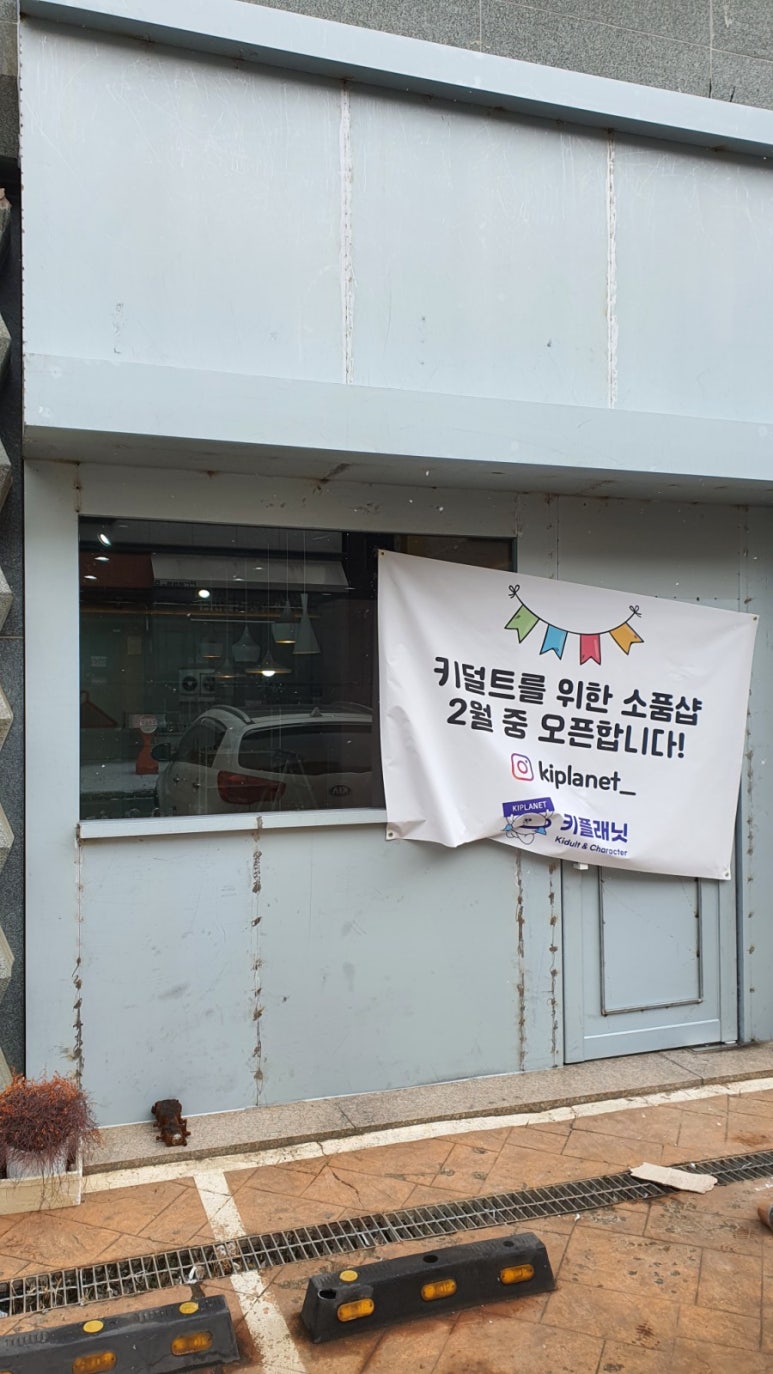 키덜트를 위한 소품샵
2월 중 오픈합니다!
kiplanet_
KIPLANET
키플래닛
Kidult & Character
KIA